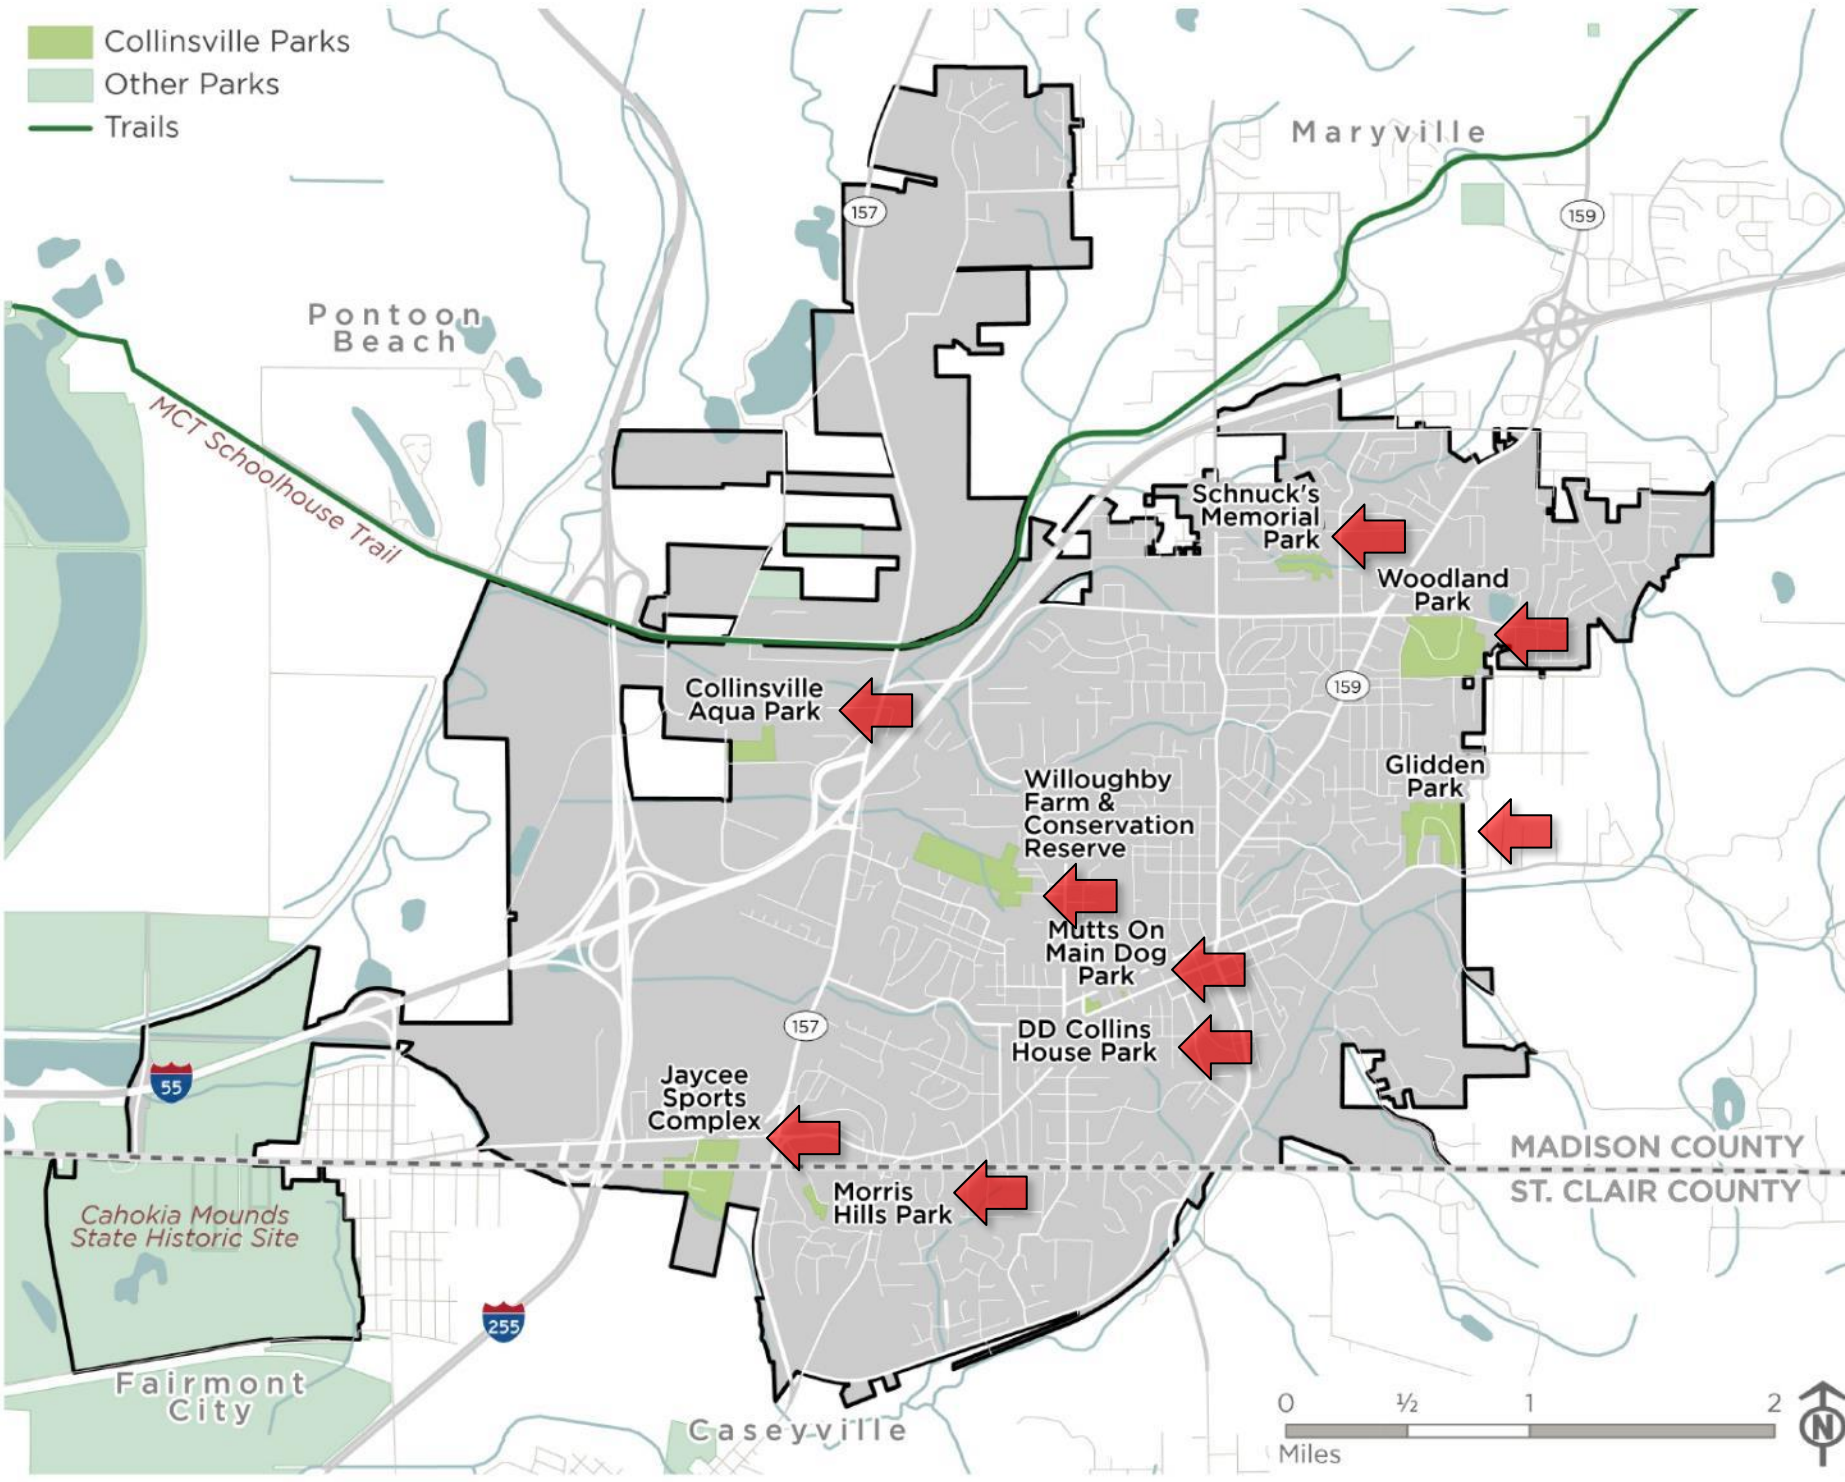 Collinsville Parks
Other Parks
Trails
Maryville
157
159
Pontoon
Beach
MCT Schoolhouse Trail
Schnuck's
Memorial
Park
Woodland
Park
159
Collinsville
Aqua Park
Glidden
Park
Willoughby
Farm &
Conservation
Reserve
Mutts On
Main Dog
Park
157
DD Collins
House Park
55
Jaycee
Sports
Complex
MADISON COUNTY
ST. CLAIR COUNTY
Morris
Hills Park
Cahokia Mounds
State Historic Site
255
Fairmont
City
Caseyville
0 ½ 1 2
Miles
N